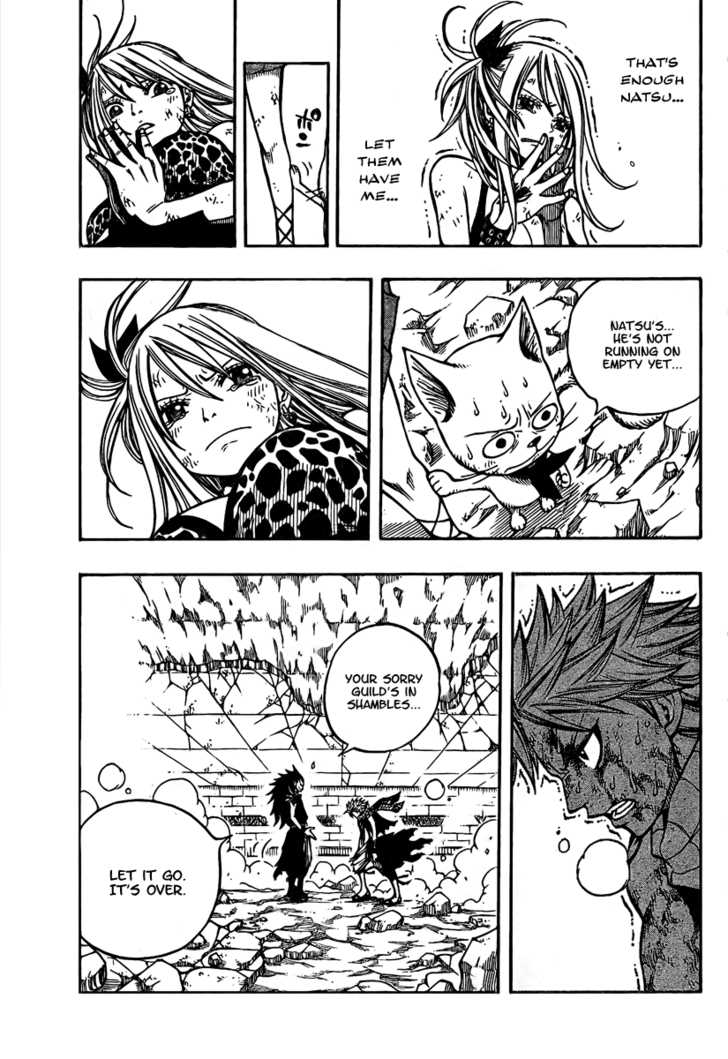 THAT'S
ENOUGH
NATSU...
LET
THEM
HAVE
ME...
NATSU'S...
HE'S NOT
RUNNING ON
EMPTY YET...
YOUR SORRY
GUILD'S IN
SHAMBLES...
LET IT GO.
IT'S OVER.